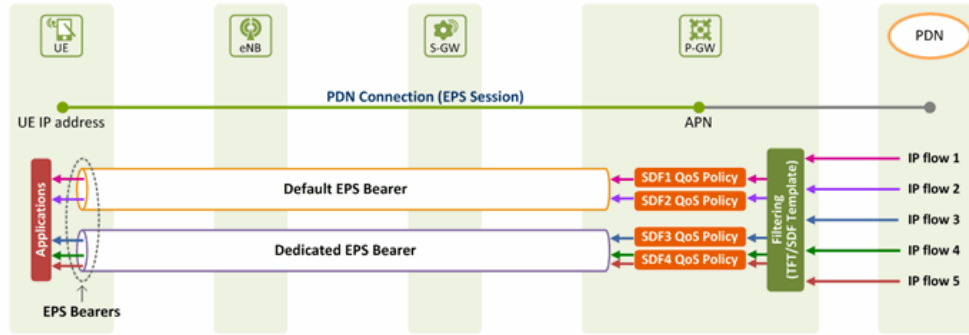 UE
eNB
S-GW
P-GW
PDN
PDN Connection (EPS Session)
UE IP address
APN
Applications
Default EPS Bearer
Dedicated EPS Bearer
EPS Bearers
SDF1 QoS Policy
SDF2 QoS Policy
SDF3 QoS Policy
SDF4 QoS Policy
Filtering
(TFT/SDF Template)
IP flow 1
IP flow 2
IP flow 3
IP flow 4
IP flow 5